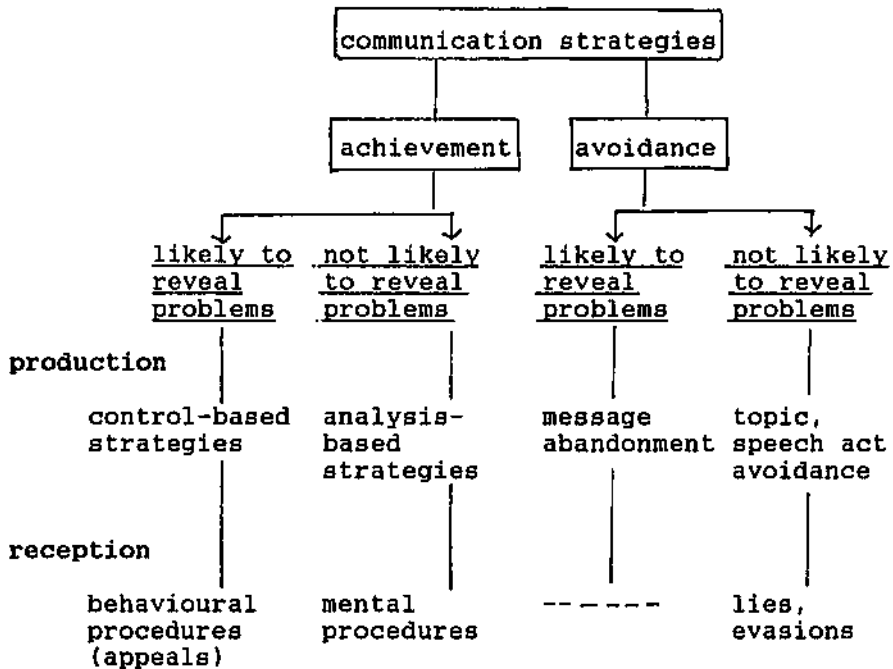 communication strategies
achievement avoidance
likely to not likely likely to not likely
reveal to reveal reveal to reveal
problems problems problems problems
production
control-based analysis- message topic,
strategies based abandonment speech act
strategies avoidance
reception
behavioural mental ------ lies,
procedures procedures evasions
(appeals)